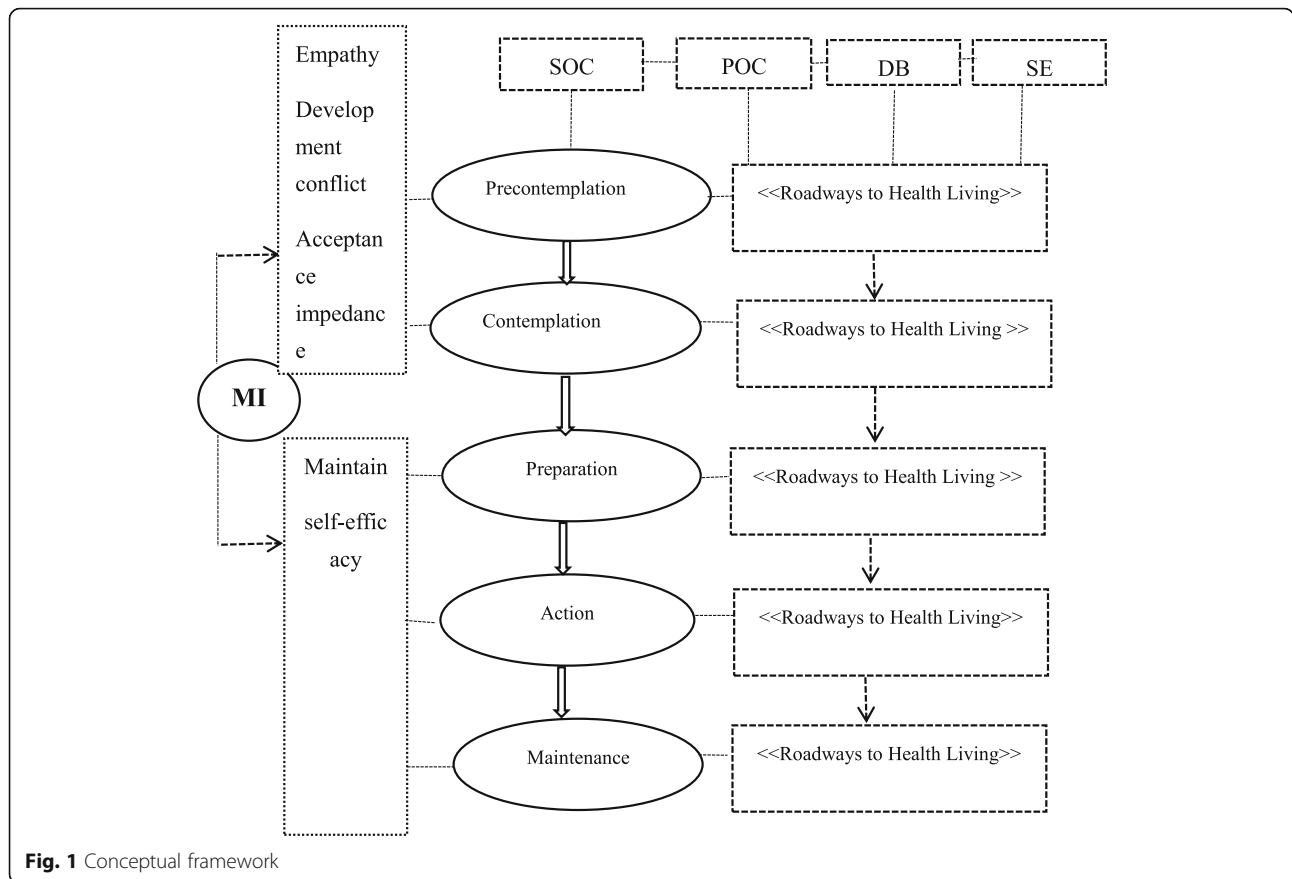 Empathy
Develop
ment
conflict
Acceptan
ce
impedanc
e
SOC
POC
DB
SE
Precontemplation
<<Roadways to Health Living>>
Contemplation
<<Roadways to Health Living >>
MI
Maintain
self-effic
acy
Preparation
<<Roadways to Health Living >>
Action
<<Roadways to Health Living>>
Maintenance
<<Roadways to Health Living>>
Fig. 1 Conceptual framework